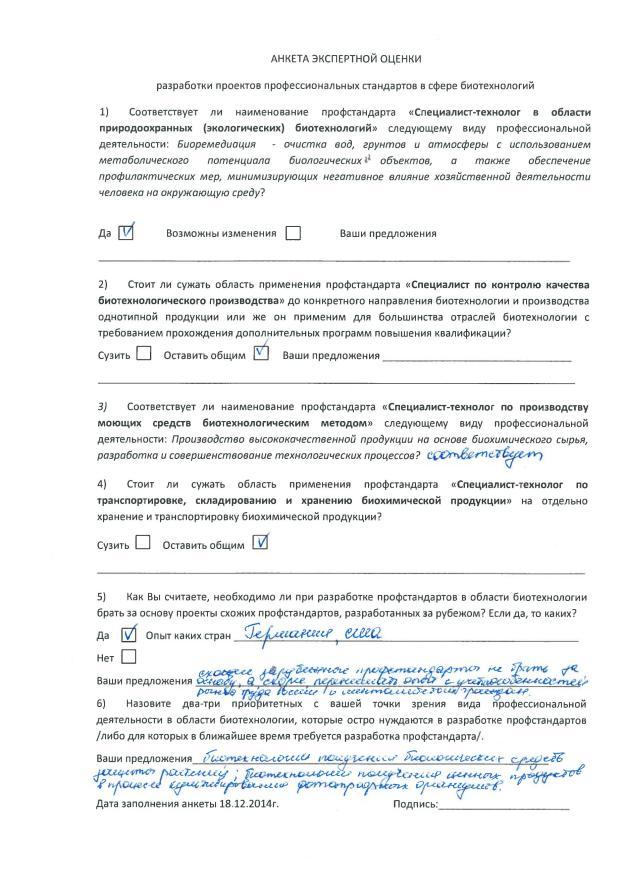 АНКЕТА ЭКСПЕРТНОЙ ОЦЕНКИ
разработки проектов профессиональных стандартов в сфере биотехнологий
1) Соответствует ли наименование профстандарта «Специалист-технолог в области
природоохранных (экологических) биотехнологий» следующему виду профессиональной
деятельности: Биоремедиация - очистка вод, грунтов и атмосферы с использованием
метаболического потенциала биологических объектов, а также обеспечение
профилактических мер, минимизирующих негативное влияние хозяйственной деятельности
человека на окружающую среду?
Да Возможны изменения Ваши предложения
2) Стоит ли сужать область применения профстандарта «Специалист по контролю качества
биотехнологического производства» до конкретного направления биотехнологии и производства
однотипной продукции или же он применим для большинства отраслей биотехнологии с
требованием прохождения дополнительных программ повышения квалификации?
Сузить Оставить общим Ваши предложения
3) Соответствует ли наименование профстандарта «Специалист-технолог по производству
моющих средств биотехнологическим методом» следующему виду профессиональной
деятельности: Производство высококачественной продукции на основе биохимического сырья,
разработка и совершенствование технологических процессов? соответствует
4) Стоит ли сужать область применения профстандарта «Специалист-технолог по
транспортировке, складированию и хранению биохимической продукции» на отдельно
хранение и транспортировку биохимической продукции?
Сузить Оставить общим
5) Как Вы считаете, необходимо ли при разработке профстандартов в области биотехнологии
брать за основу проекты схожих профстандартов, разработанных за рубежом? Если да, то каких?
Да Опыт каких стран Германия, сша
Нет
схожие зарубежные профстандарты не брать за
Ваши предложения основу, а скорее перенимать опыт с учетом особенностей
рынка труда России и менталитета граждан.
6) Назовите два-три приоритетных с вашей точки зрения вида профессиональной
деятельности в области биотехнологии, которые остро нуждаются в разработке профстандартов
/либо для которых в ближайшее время требуется разработка профстандарта/.
Ваши предложения биотехнология получения биологических средств
защиты растений; биотехнология получения ценных продуктов
в процессе культивирования фототрофных организмов.
Дата заполнения анкеты 18.12.2014г. Подпись: